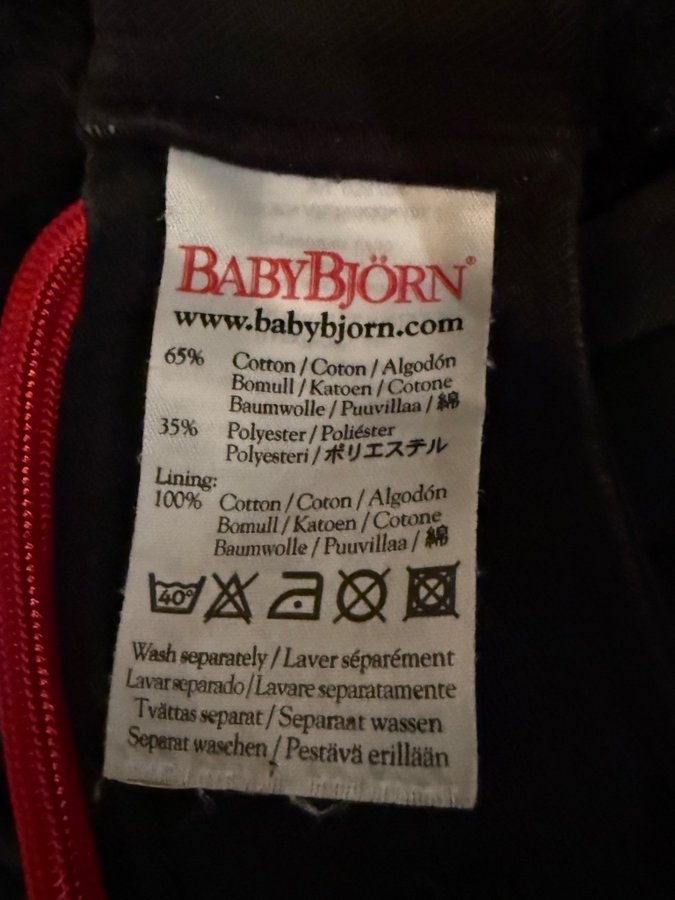 BABYBJÖRN®
www.babybjorn.com
65% Cotton / Coton / Algodón
Bomull / Katoen / Cotone
Baumwolle / Puuvillaa / 綿
35% Polyester / Poliéster
Polyesteri / ポリエステル
Lining:
100% Cotton / Coton / Algodón
Bomull / Katoen / Cotone
Baumwolle / Puuvillaa / 綿
40°
Wash separately / Laver séparément
Lavar separado / Lavare separatamente
Tvättas separat / Separaat wassen
Separat waschen / Pestävä erillään